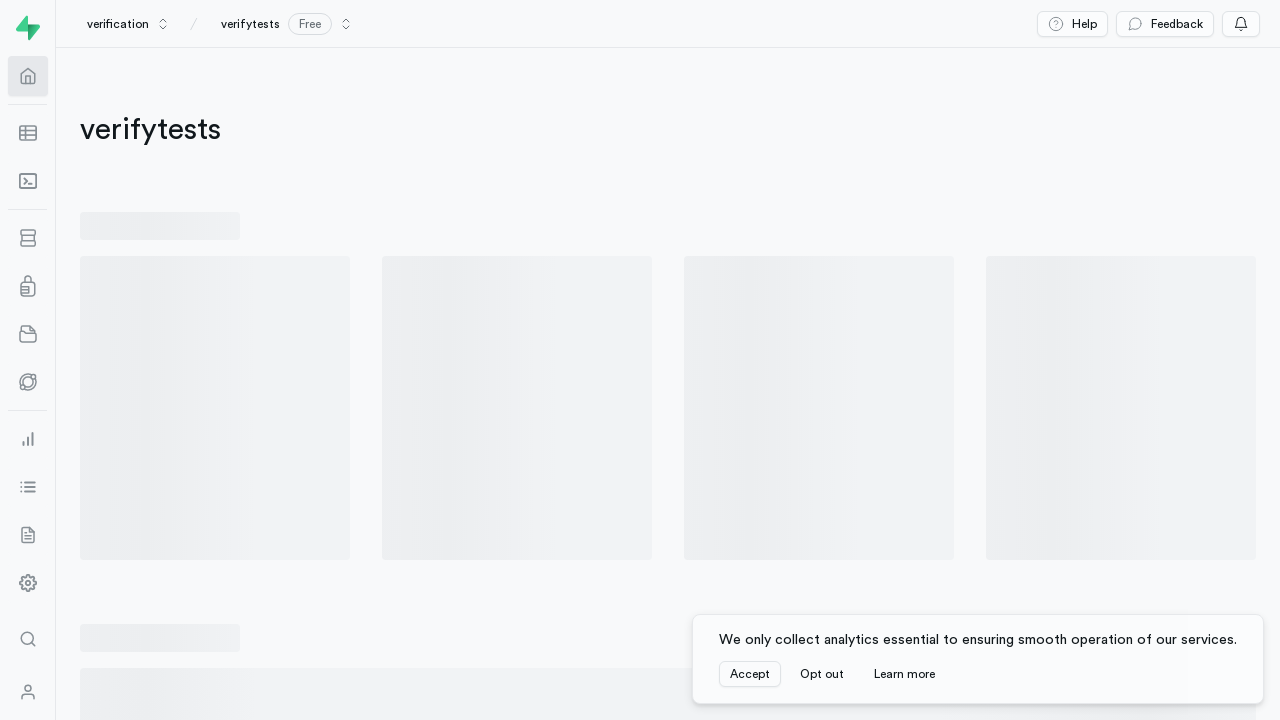 verification / verifytests Free
Help
Feedback
verifytests
We only collect analytics essential to ensuring smooth operation of our services.
Accept
Opt out
Learn more